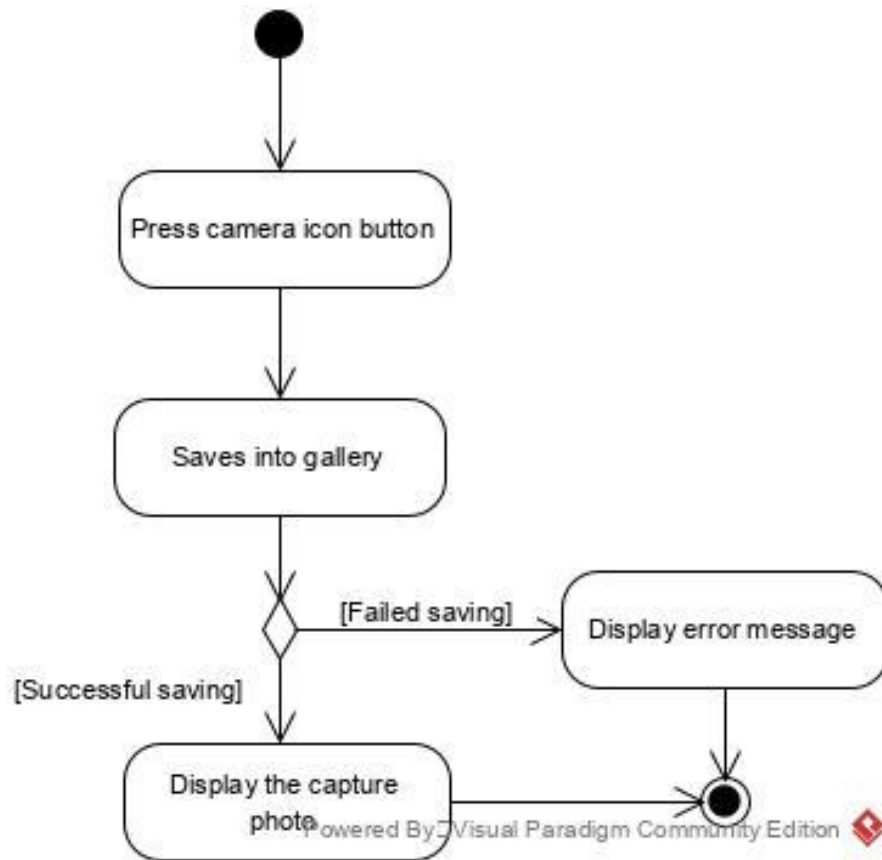 Press camera icon button
Saves into gallery
[Failed saving]
Display error message
[Successful saving]
Display the capture
photo
Powered By Visual Paradigm Community Edition